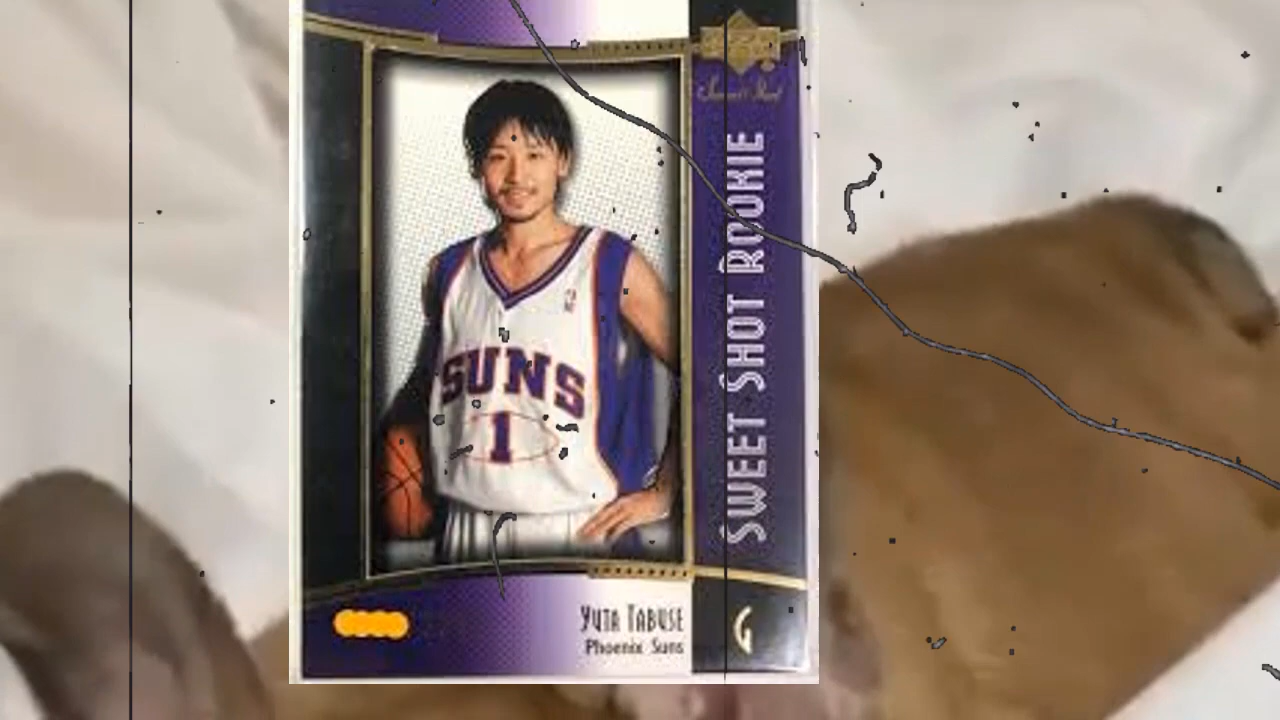 SWEET SHOT ROOKIE
SUNS
1
YUTA TABUSE
Phoenix Suns
G